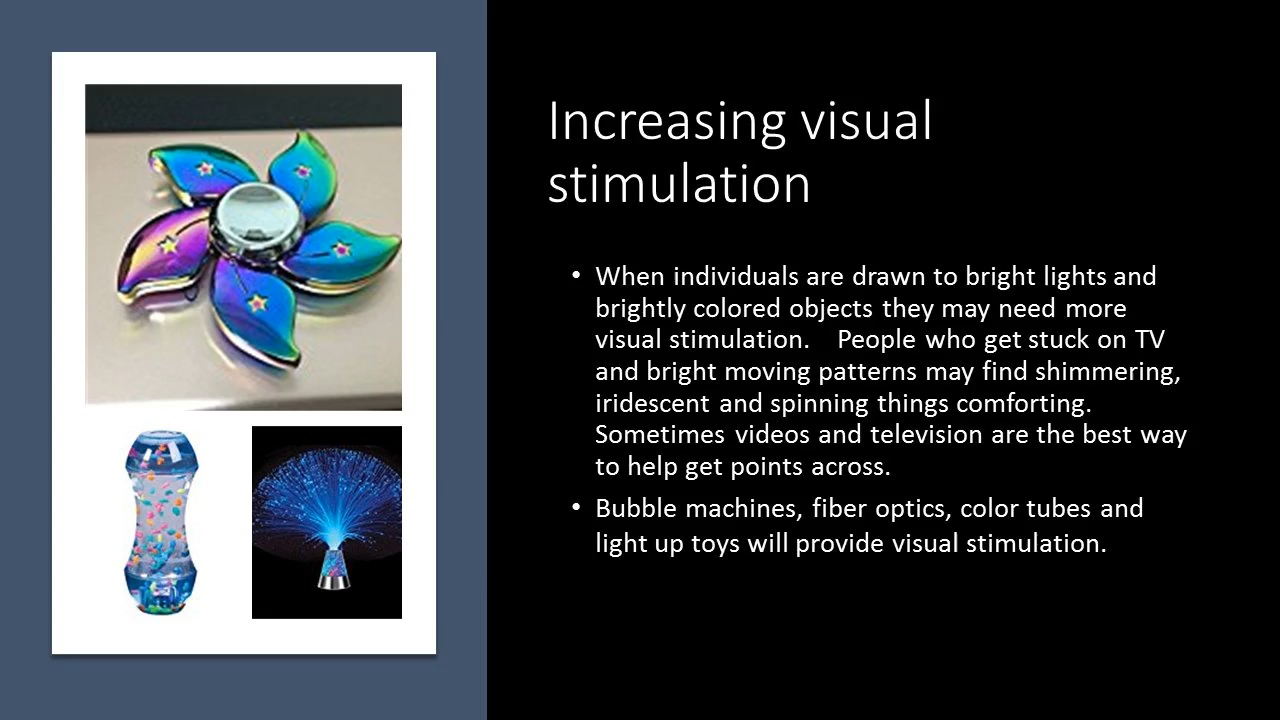 Increasing visual
stimulation
• When individuals are drawn to bright lights and
brightly colored objects they may need more
visual stimulation.    People who get stuck on TV
and bright moving patterns may find shimmering,
iridescent and spinning things comforting.
Sometimes videos and television are the best way
to help get points across.
• Bubble machines, fiber optics, color tubes and
light up toys will provide visual stimulation.